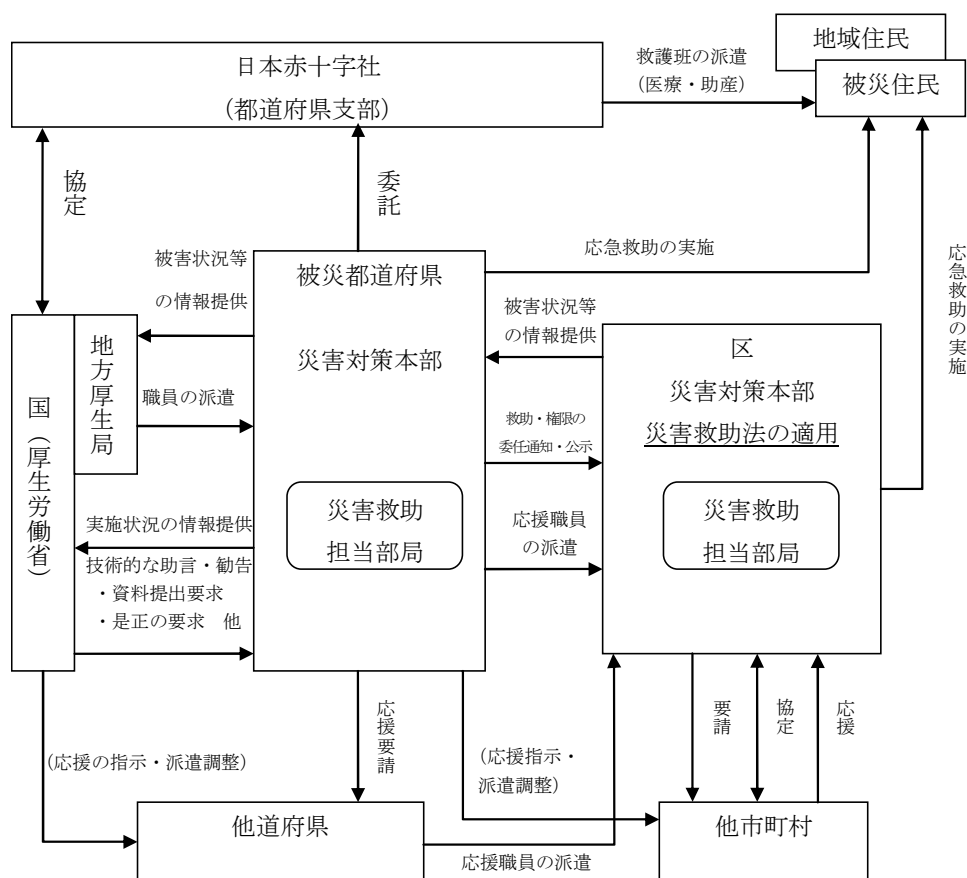 地域住民
被災住民
日本赤十字社
(都道府県支部)
救護班の派遣
(医療・助産)
協定
委託
応急救助の実施
応急救助の実施
被害状況等
の情報提供
被災都道府県
災害対策本部
被害状況等
の情報提供
区
災害対策本部
災害救助法の適用
国（厚生労働省）
地方厚生局
職員の派遣
救助・権限の
委任通知・公示
災害救助
担当部局
災害救助
担当部局
実施状況の情報提供
応援職員
の派遣
技術的な助言・勧告
・資料提出要求
・是正の要求　他
(応援の指示・派遣調整)
応援要請
(応援指示・
派遣調整)
要請
協定
応援
他道府県
応援職員の派遣
他市町村